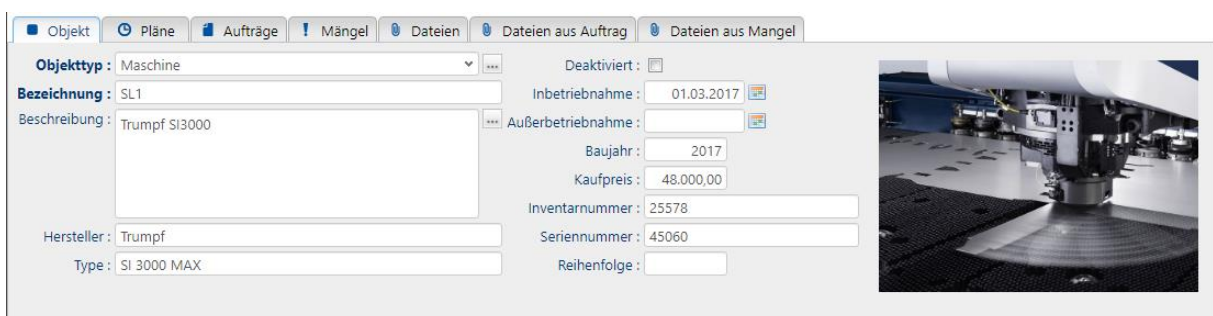 Objekt Pläne Aufträge Mängel Dateien Dateien aus Auftrag Dateien aus Mangel
Objekttyp : Maschine ...
Bezeichnung : SL1
Beschreibung : Trumpf SI3000 ...
Hersteller : Trumpf
Type : SI 3000 MAX
Deaktiviert :
Inbetriebnahme : 01.03.2017
Außerbetriebnahme :
Baujahr : 2017
Kaufpreis : 48.000,00
Inventarnummer : 25578
Seriennummer : 45060
Reihenfolge :